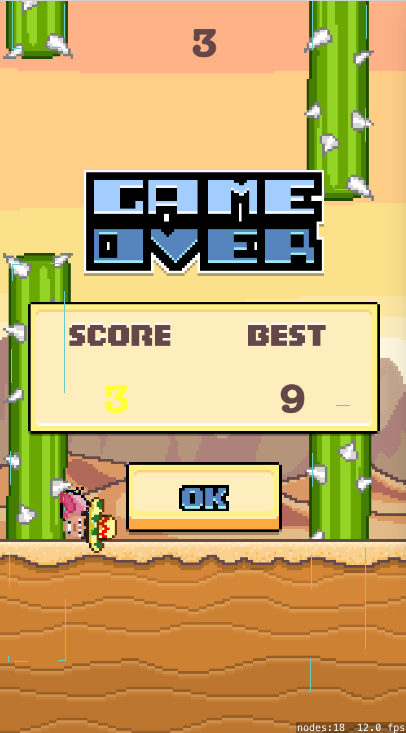 3
GAME
OVER
SCORE BEST
3 9
OK
nodes:18 12.0 fps